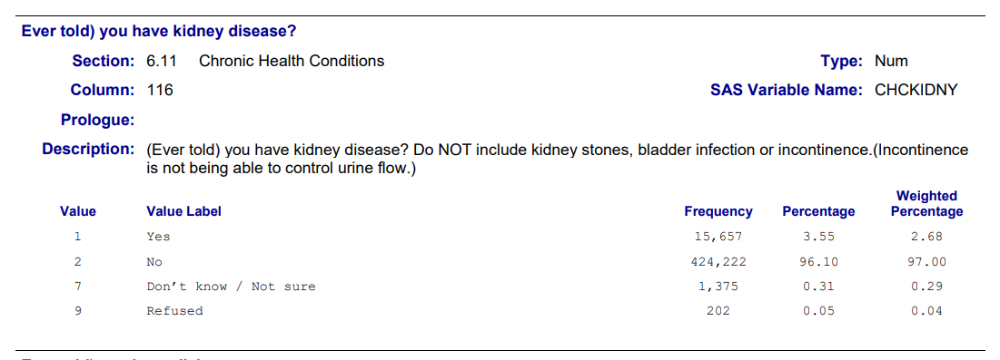 Ever told) you have kidney disease?
Section: 6.11 Chronic Health Conditions Type: Num
Column: 116 SAS Variable Name: CHCKIDNY
Prologue:
Description: (Ever told) you have kidney disease? Do NOT include kidney stones, bladder infection or incontinence.(Incontinence
is not being able to control urine flow.)
Weighted
Value Value Label Frequency Percentage Percentage
1 Yes 15,657 3.55 2.68
2 No 424,222 96.10 97.00
7 Don’t know / Not sure 1,375 0.31 0.29
9 Refused 202 0.05 0.04